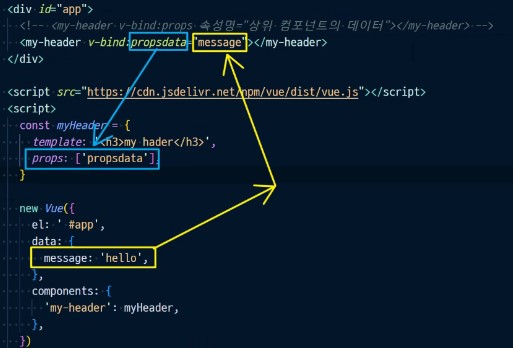 <div id="app">
<!-- <my-header v-bind:props 속성명="상위 컴포넌트의 데이터"></my-header> -->
<my-header v-bind:propsdata="message"></my-header>
</div>
<script src="https://cdn.jsdelivr.net/npm/vue/dist/vue.js"></script>
<script>
const myHeader = {
template: '<h3>my hader</h3>',
props: ['propsdata'],
}
new Vue({
el: ' #app',
data: {
message: 'hello',
},
components: {
'my-header': myHeader,
},
})